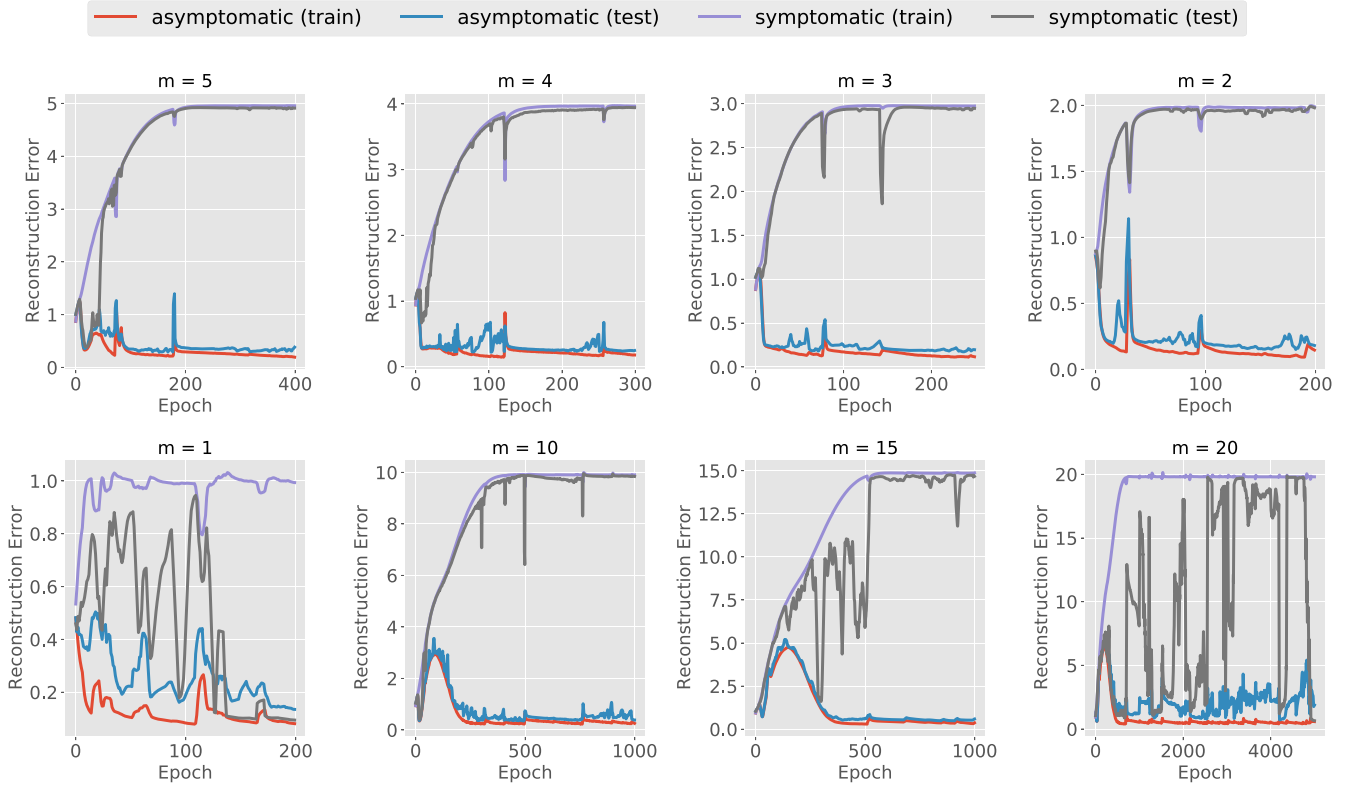 asymptomatic (train) asymptomatic (test) symptomatic (train) symptomatic (test)
m = 5 m = 4 m = 3 m = 2
Reconstruction Error
5
4
3
2
1
0
0 200 400
Epoch
Reconstruction Error
4
3
2
1
0
0 100 200 300
Epoch
Reconstruction Error
3.0
2.5
2.0
1.5
1.0
0.5
0.0
0 100 200
Epoch
Reconstruction Error
2.0
1.5
1.0
0.5
0.0
0 100 200
Epoch
m = 1 m = 10 m = 15 m = 20
Reconstruction Error
1.0
0.8
0.6
0.4
0.2
0 100 200
Epoch
Reconstruction Error
10
8
6
4
2
0
0 500 1000
Epoch
Reconstruction Error
15.0
12.5
10.0
7.5
5.0
2.5
0.0
0 500 1000
Epoch
Reconstruction Error
20
15
10
5
0
0 2000 4000
Epoch